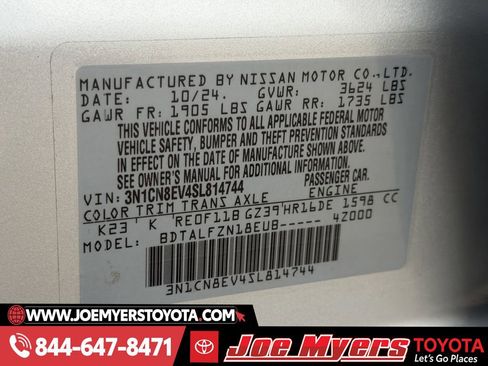 MANUFACTURED BY NISSAN MOTOR CO.,LTD.
DATE: 10/24. GVWR: 3624 LBS
GAWR FR: 1905 LBS GAWR RR: 1735 LBS
THIS VEHICLE CONFORMS TO ALL APPLICABLE FEDERAL MOTOR
VEHICLE SAFETY, BUMPER AND THEFT PREVENTION STANDARDS
IN EFFECT ON THE DATE OF MANUFACTURE SHOWN ABOVE.
SEE OWNER'S MANUAL FOR ADDITIONAL INFORMATION.
VIN: 3N1CN8EV4SL814744 PASSENGER CAR.
COLOR TRIM TRANS AXLE ENGINE
K23 K RE0F11B GZ39 HR16DE 1598 CC
BDTALFZN18EUB----- 42000
3N1CN8EV4SL814744
WWW.JOEMYERSTOYOTA.COM
844-647-8471
Joe Myers TOYOTA
Let's Go Places